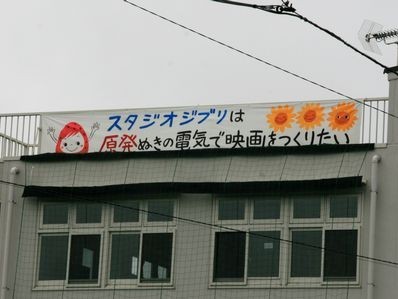 スタジオジブリは
原発ぬきの電気で映画をつくりたい